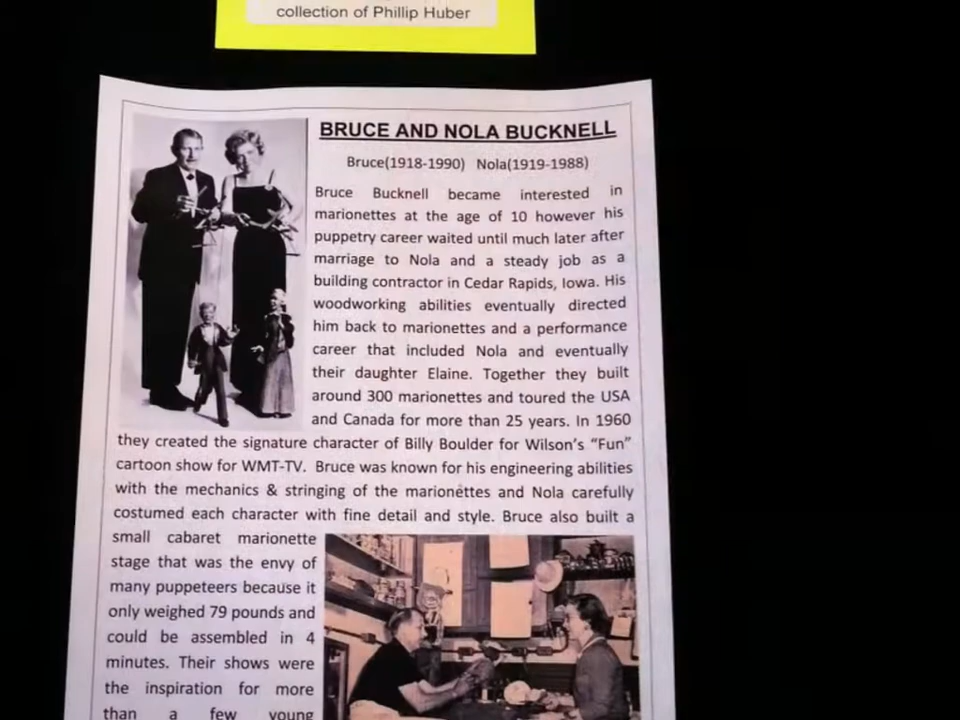 collection of Phillip Huber
BRUCE AND NOLA BUCKNELL
Bruce(1918-1990) Nola(1919-1988)
Bruce Bucknell became interested in
marionettes at the age of 10 however his
puppetry career waited until much later after
marriage to Nola and a steady job as a
building contractor in Cedar Rapids, Iowa. His
woodworking abilities eventually directed
him back to marionettes and a performance
career that included Nola and eventually
their daughter Elaine. Together they built
around 300 marionettes and toured the USA
and Canada for more than 25 years. In 1960
they created the signature character of Billy Boulder for Wilson's “Fun”
cartoon show for WMT-TV. Bruce was known for his engineering abilities
with the mechanics & stringing of the marionettes and Nola carefully
costumed each character with fine detail and style. Bruce also built a
small cabaret marionette
stage that was the envy of
many puppeteers because it
only weighed 79 pounds and
could be assembled in 4
minutes. Their shows were
the inspiration for more
than a few young